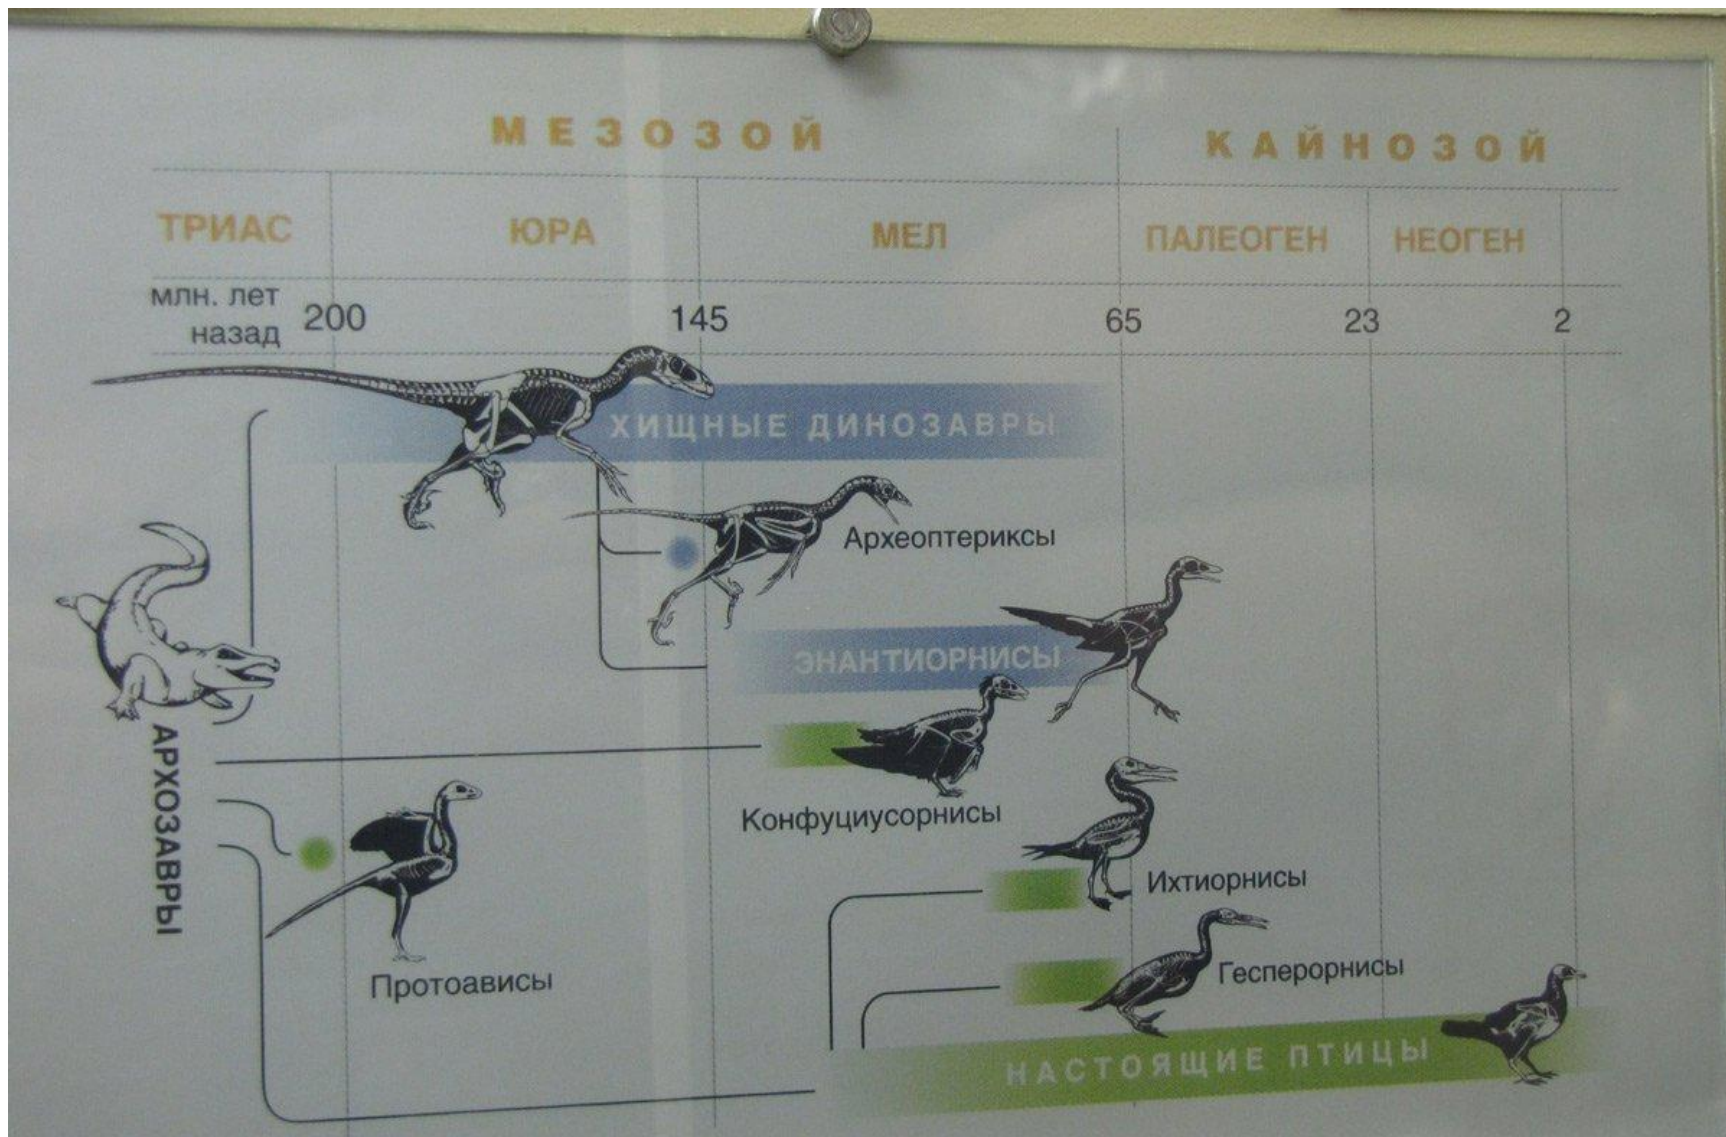 МЕЗОЗОЙ КАЙНОЗОЙ
ТРИАС ЮРА МЕЛ ПАЛЕОГЕН НЕОГЕН
млн. лет
назад 200 145 65 23 2
ХИЩНЫЕ ДИНОЗАВРЫ
Археоптериксы
ЭНАНТИОРНИСЫ
АРХОЗАВРЫ
Конфуциусорнисы
Ихтиорнисы
Протоависы
Гесперорнисы
НАСТОЯЩИЕ ПТИЦЫ